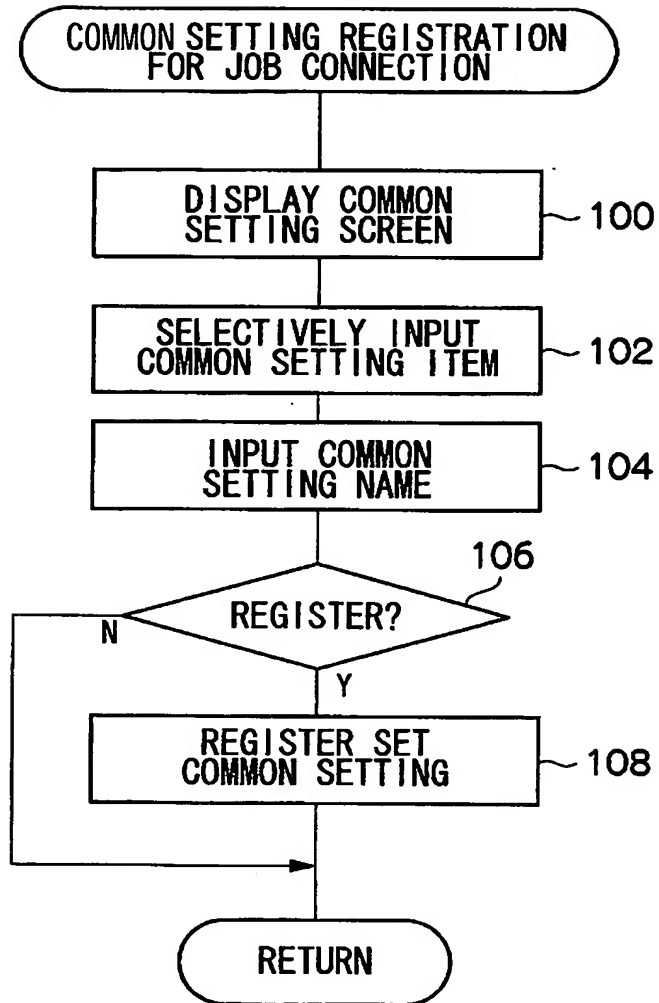 COMMON SETTING REGISTRATION
FOR JOB CONNECTION
DISPLAY COMMON
SETTING SCREEN
100
SELECTIVELY INPUT
COMMON SETTING ITEM
102
INPUT COMMON
SETTING NAME
104
106
REGISTER?
N
Y
REGISTER SET
COMMON SETTING
108
RETURN